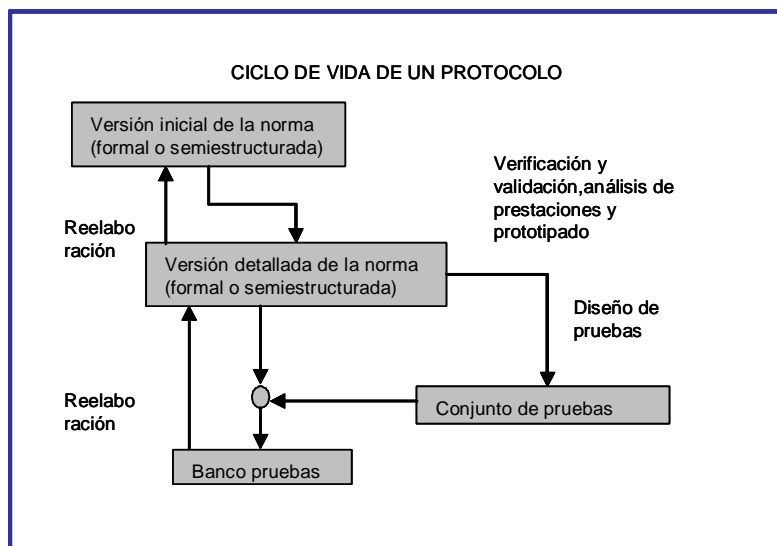 CICLO DE VIDA DE UN PROTOCOLO
Versión inicial de la norma
(formal o semiestructurada)
Verificación y
validación,análisis de
prestaciones y
prototipado
Reelabo
ración
Versión detallada de la norma
(formal o semiestructurada)
Diseño de
pruebas
Reelabo
ración
Conjunto de pruebas
Banco pruebas